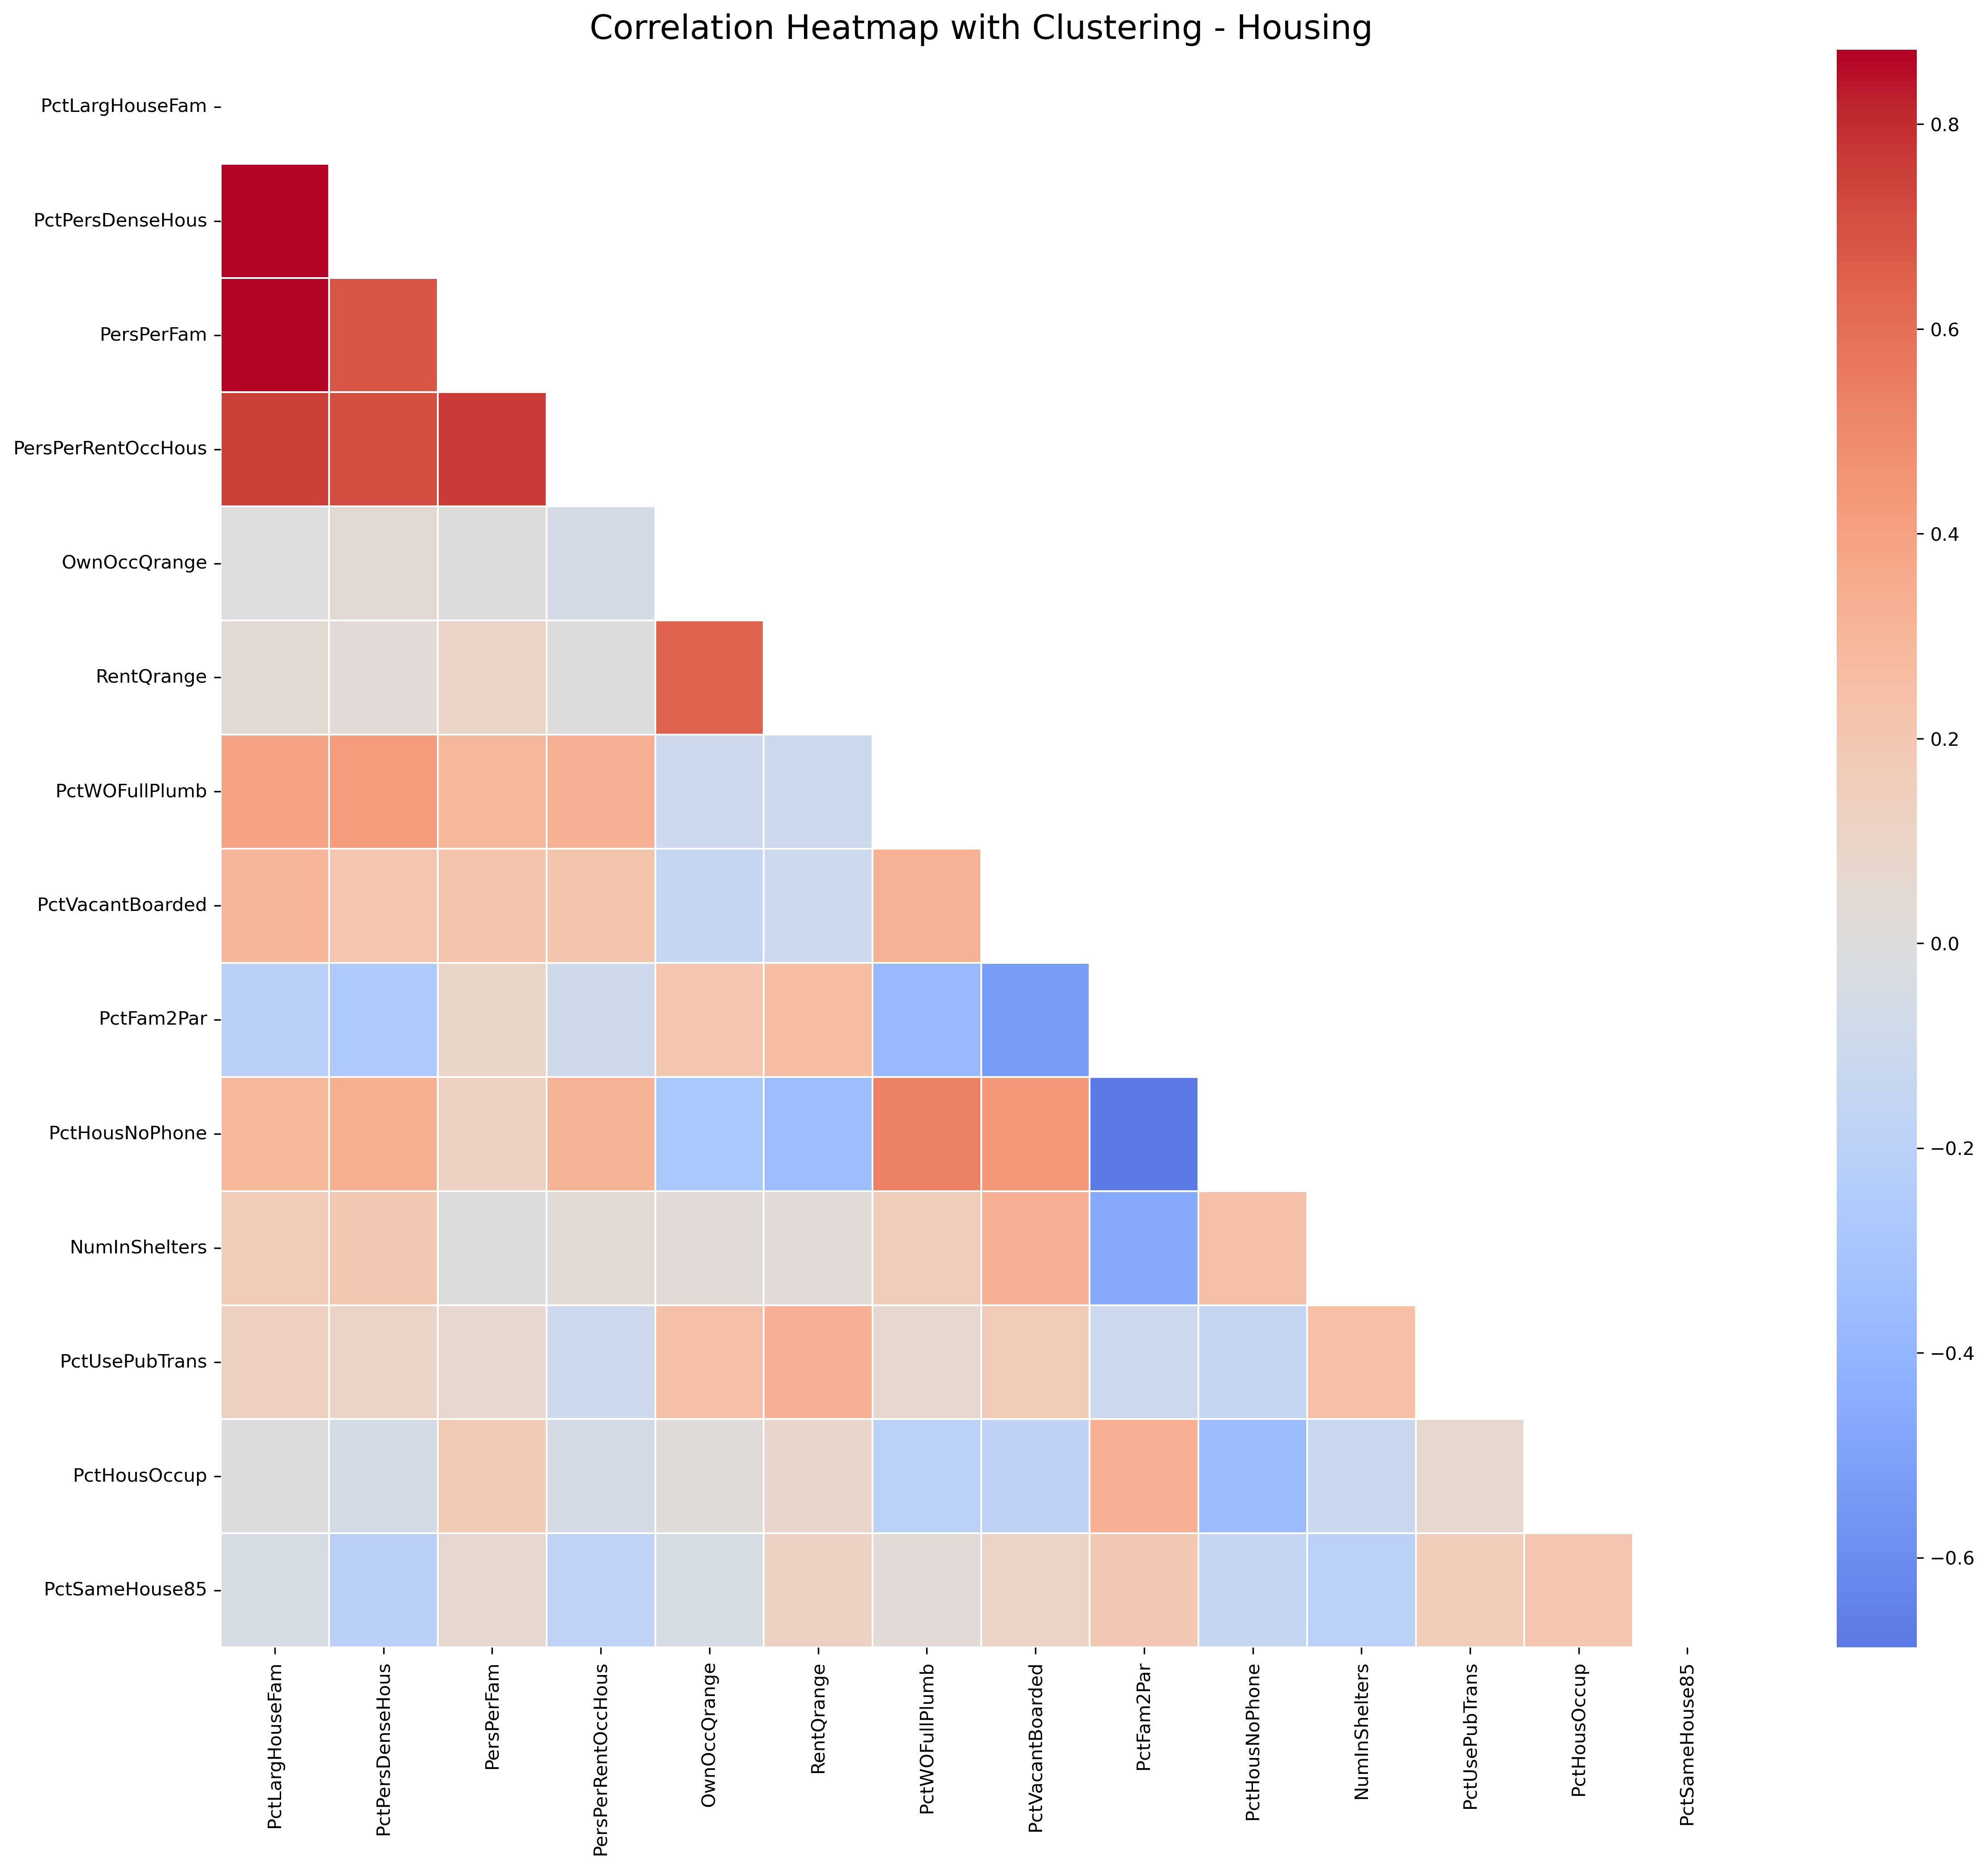 Correlation Heatmap with Clustering - Housing
PctLargHouseFam
PctPersDenseHous
PersPerFam
PersPerRentOccHous
OwnOccQrange
RentQrange
PctWOFullPlumb
PctVacantBoarded
PctFam2Par
PctHousNoPhone
NumInShelters
PctUsePubTrans
PctHousOccup
PctSameHouse85
PctLargHouseFam
PctPersDenseHous
PersPerFam
PersPerRentOccHous
OwnOccQrange
RentQrange
PctWOFullPlumb
PctVacantBoarded
PctFam2Par
PctHousNoPhone
NumInShelters
PctUsePubTrans
PctHousOccup
PctSameHouse85
0.8
0.6
0.4
0.2
0.0
−0.2
−0.4
−0.6